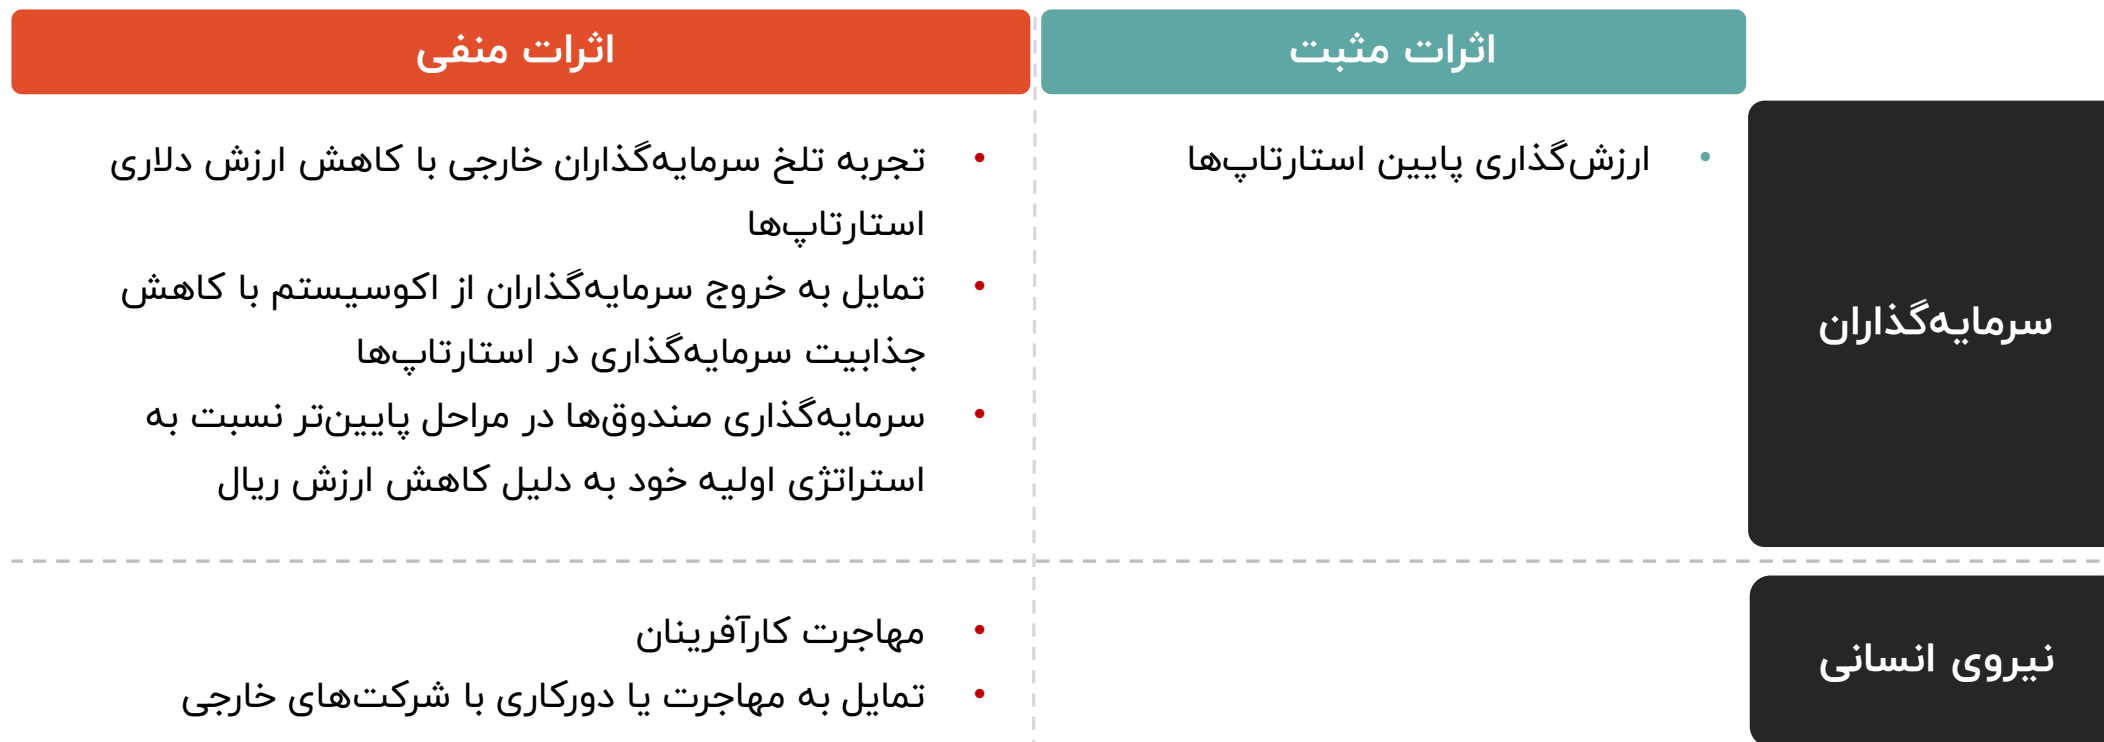 اثرات مثبت
اثرات منفی
سرمایه‌گذاران
• ارزش‌گذاری پایین استارتاپ‌ها
• تجربه تلخ سرمایه‌گذاران خارجی با کاهش ارزش دلاری
استارتاپ‌ها
• تمایل به خروج سرمایه‌گذاران از اکوسیستم با کاهش
جذابیت سرمایه‌گذاری در استارتاپ‌ها
• سرمایه‌گذاری صندوق‌ها در مراحل پایین‌تر نسبت به
استراتژی اولیه خود به دلیل کاهش ارزش ریال
نیروی انسانی
• مهاجرت کارآفرینان
• تمایل به مهاجرت یا دورکاری با شرکت‌های خارجی